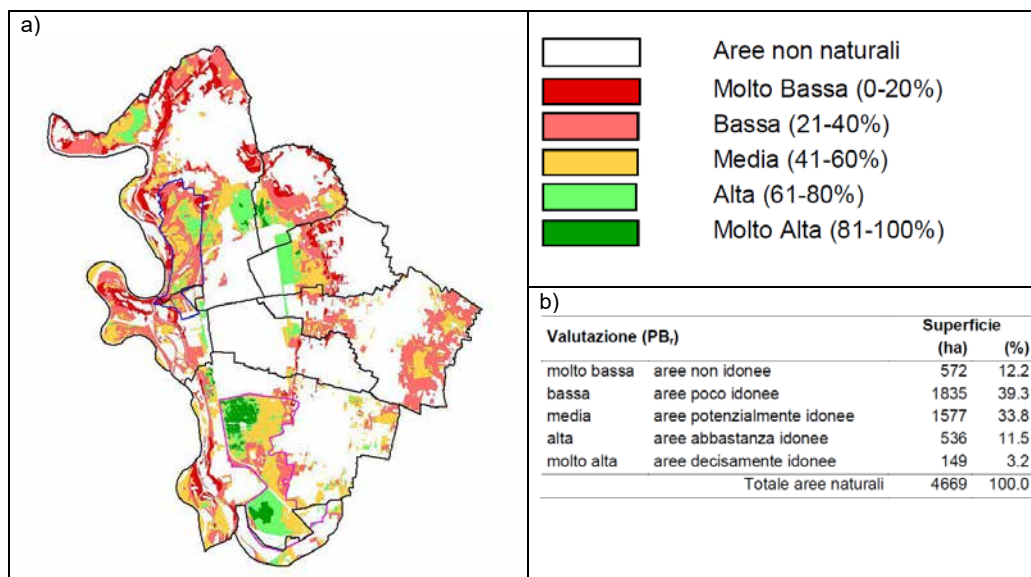 a)
Aree non naturali
Molto Bassa (0-20%)
Bassa (21-40%)
Media (41-60%)
Alta (61-80%)
Molto Alta (81-100%)
b)
Valutazione (PBr) Superficie
(ha) (%)
molto bassa aree non idonee 572 12.2
bassa aree poco idonee 1835 39.3
media aree potenzialmente idonee 1577 33.8
alta aree abbastanza idonee 536 11.5
molto alta aree decisamente idonee 149 3.2
Totale aree naturali 4669 100.0